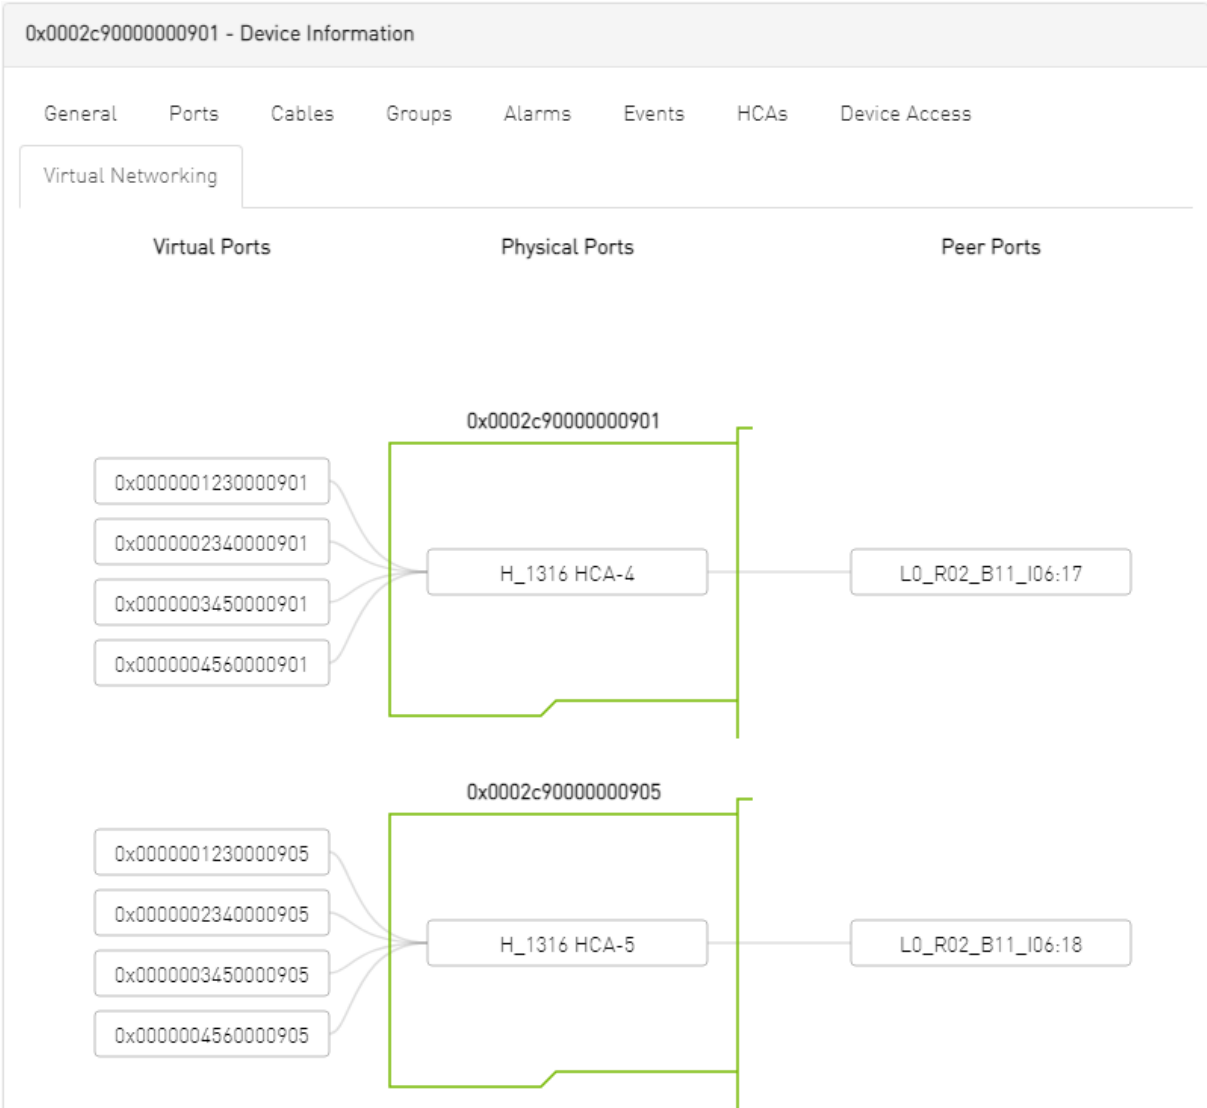 0x0002c90000000901 - Device Information
General Ports Cables Groups Alarms Events HCAs Device Access
Virtual Networking
Virtual Ports Physical Ports Peer Ports
0x0002c90000000901
0x0000001230000901
0x0000002340000901
0x0000003450000901
0x0000004560000901
H_1316 HCA-4
L0_R02_B11_I06:17
0x0002c90000000905
0x0000001230000905
0x0000002340000905
0x0000003450000905
0x0000004560000905
H_1316 HCA-5
L0_R02_B11_I06:18